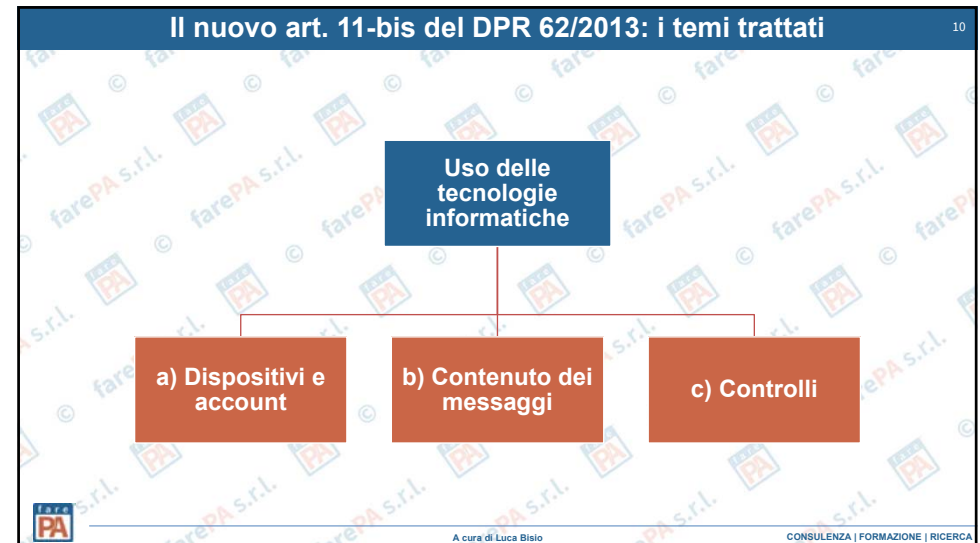 Il nuovo art. 11-bis del DPR 62/2013: i temi trattati
10
Uso delle
tecnologie
informatiche
a) Dispositivi e
account
b) Contenuto dei
messaggi
c) Controlli
fare
PA
A cura di Luca Bisio
CONSULENZA | FORMAZIONE | RICERCA
© farePA s.r.l.